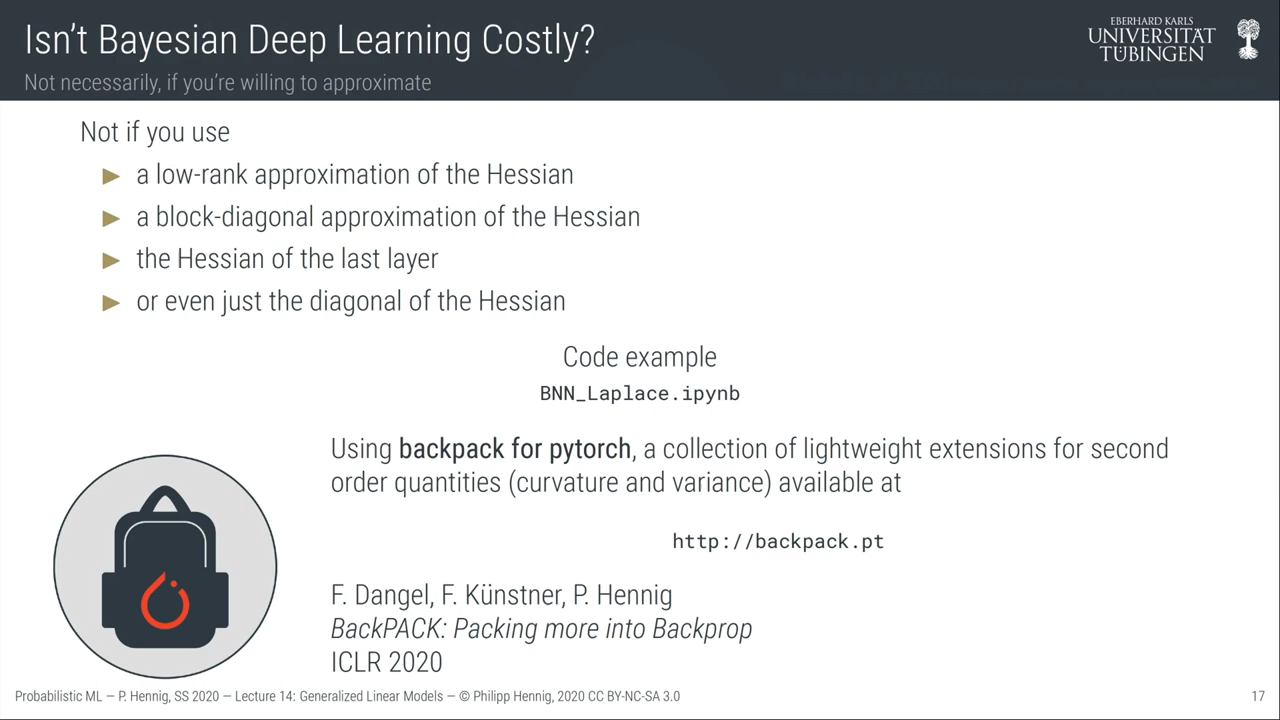 Isn't Bayesian Deep Learning Costly?
Not necessarily, if you're willing to approximate
EBERHARD KARLS
UNIVERSITÄT
TÜBINGEN
Not if you use
► a low-rank approximation of the Hessian
► a block-diagonal approximation of the Hessian
► the Hessian of the last layer
► or even just the diagonal of the Hessian
Code example
BNN_Laplace.ipynb
Using backpack for pytorch, a collection of lightweight extensions for second
order quantities (curvature and variance) available at
http://backpack.pt
F. Dangel, F. Künstner, P. Hennig
BackPACK: Packing more into Backprop
ICLR 2020
Probabilistic ML — P. Hennig, SS 2020 — Lecture 14: Generalized Linear Models — © Philipp Hennig, 2020 CC BY-NC-SA 3.0
17